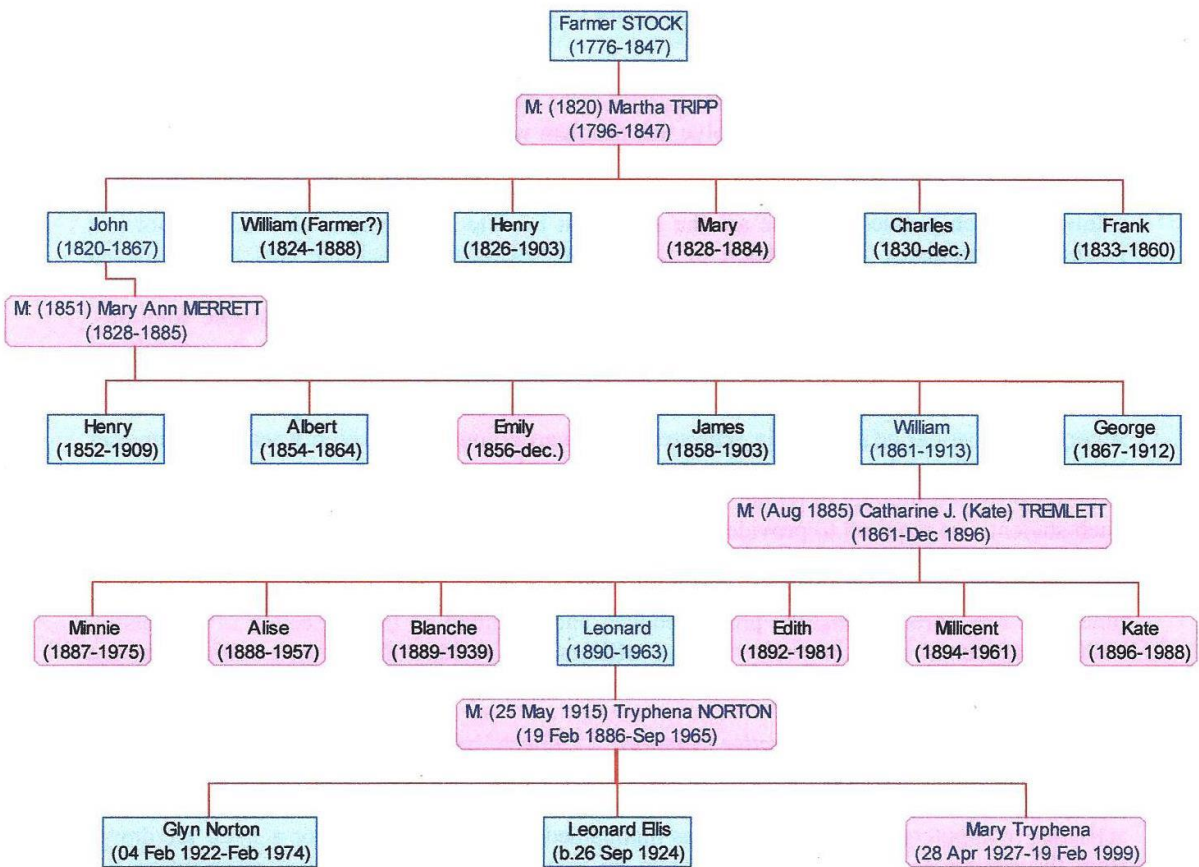 Farmer STOCK
(1776-1847)
M: (1820) Martha TRIPP
(1796-1847)
John
(1820-1867)
William (Farmer?)
(1824-1888)
Henry
(1826-1903)
Mary
(1828-1884)
Charles
(1830-dec.)
Frank
(1833-1860)
M: (1851) Mary Ann MERRETT
(1828-1885)
Henry
(1852-1909)
Albert
(1854-1864)
Emily
(1856-dec.)
James
(1858-1903)
William
(1861-1913)
George
(1867-1912)
M: (Aug 1885) Catharine J. (Kate) TREMLETT
(1861-Dec 1896)
Minnie
(1887-1975)
Alise
(1888-1957)
Blanche
(1889-1939)
Leonard
(1890-1963)
Edith
(1892-1981)
Millicent
(1894-1961)
Kate
(1896-1988)
M: (25 May 1915) Tryphena NORTON
(19 Feb 1886-Sep 1965)
Glyn Norton
(04 Feb 1922-Feb 1974)
Leonard Ellis
(b.26 Sep 1924)
Mary Tryphena
(28 Apr 1927-19 Feb 1999)